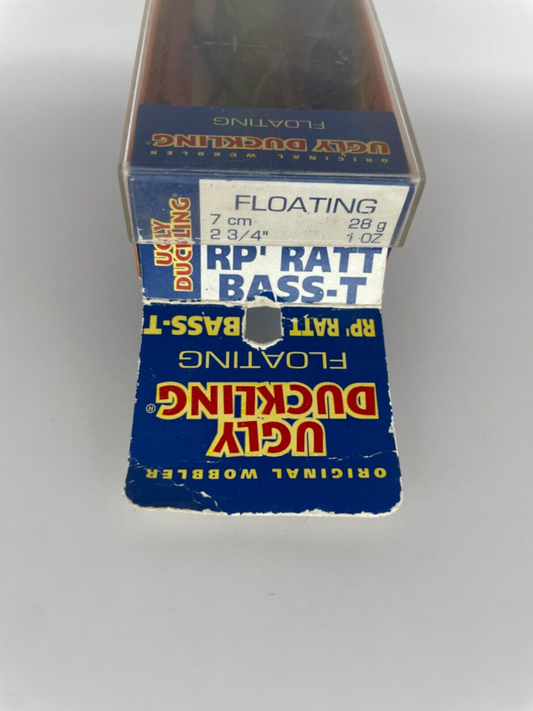 FLOATING
UGLY DUCKLING®
ORIGINAL WOBBLER
UGLY
DUCKLING
FLOATING
7 cm 28 g
2 3/4" 1 OZ
RP' RATT
BASS-T
RP' RATT BASS-T
FLOATING
UGLY
DUCKLING®
ORIGINAL WOBBLER